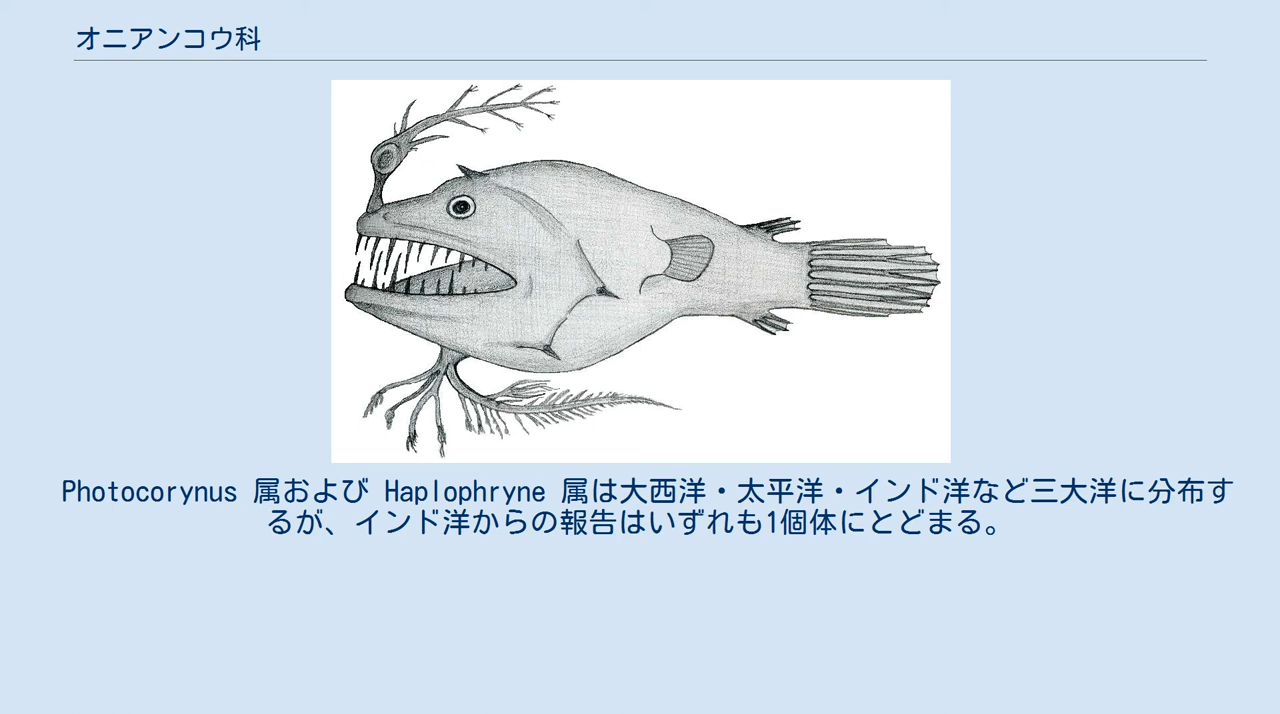 オニアンコウ科
Photocorynus 属および Haplophryne 属は大西洋・太平洋・インド洋など三大洋に分布す
るが、インド洋からの報告はいずれも1個体にとどまる。